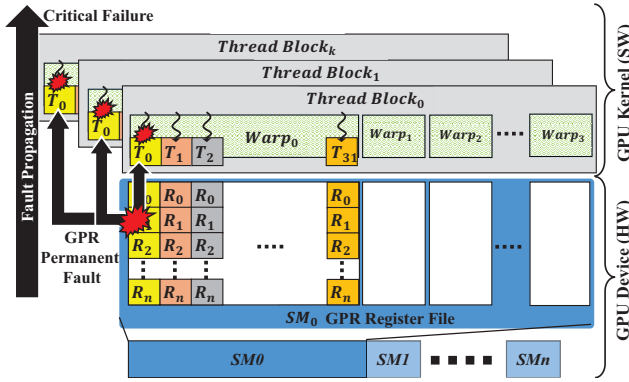 Critical Failure
Thread Block_k
Thread Block_1
Thread Block_0
T_0
T_0
T_0 T_1 T_2 Warp_0 T_31 Warp_1 Warp_2 Warp_3
Fault Propagation
GPU Kernel (SW)
R_0 R_0 R_0
R_1 R_1 R_1
R_2 R_2 R_2 R_2
R_n R_n R_n R_n
GPR
Permanent
Fault
SM_0 GPR Register File
GPU Device (HW)
SM0 SM1 SMn